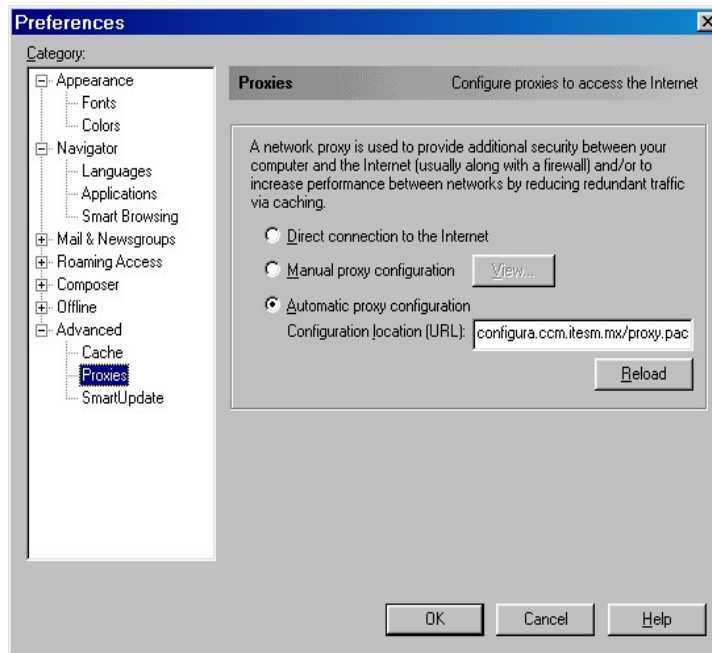 Preferences
Category:
Appearance
Fonts
Colors
Navigator
Languages
Applications
Smart Browsing
Mail & Newsgroups
Roaming Access
Composer
Offline
Advanced
Cache
Proxies
SmartUpdate
Proxies Configure proxies to access the Internet
A network proxy is used to provide additional security between your
computer and the Internet (usually along with a firewall) and/or to
increase performance between networks by reducing redundant traffic
via caching.
Direct connection to the Internet
Manual proxy configuration View...
Automatic proxy configuration
Configuration location (URL): configura.ccm.itesm.mx/proxy.pac
Reload
OK Cancel Help